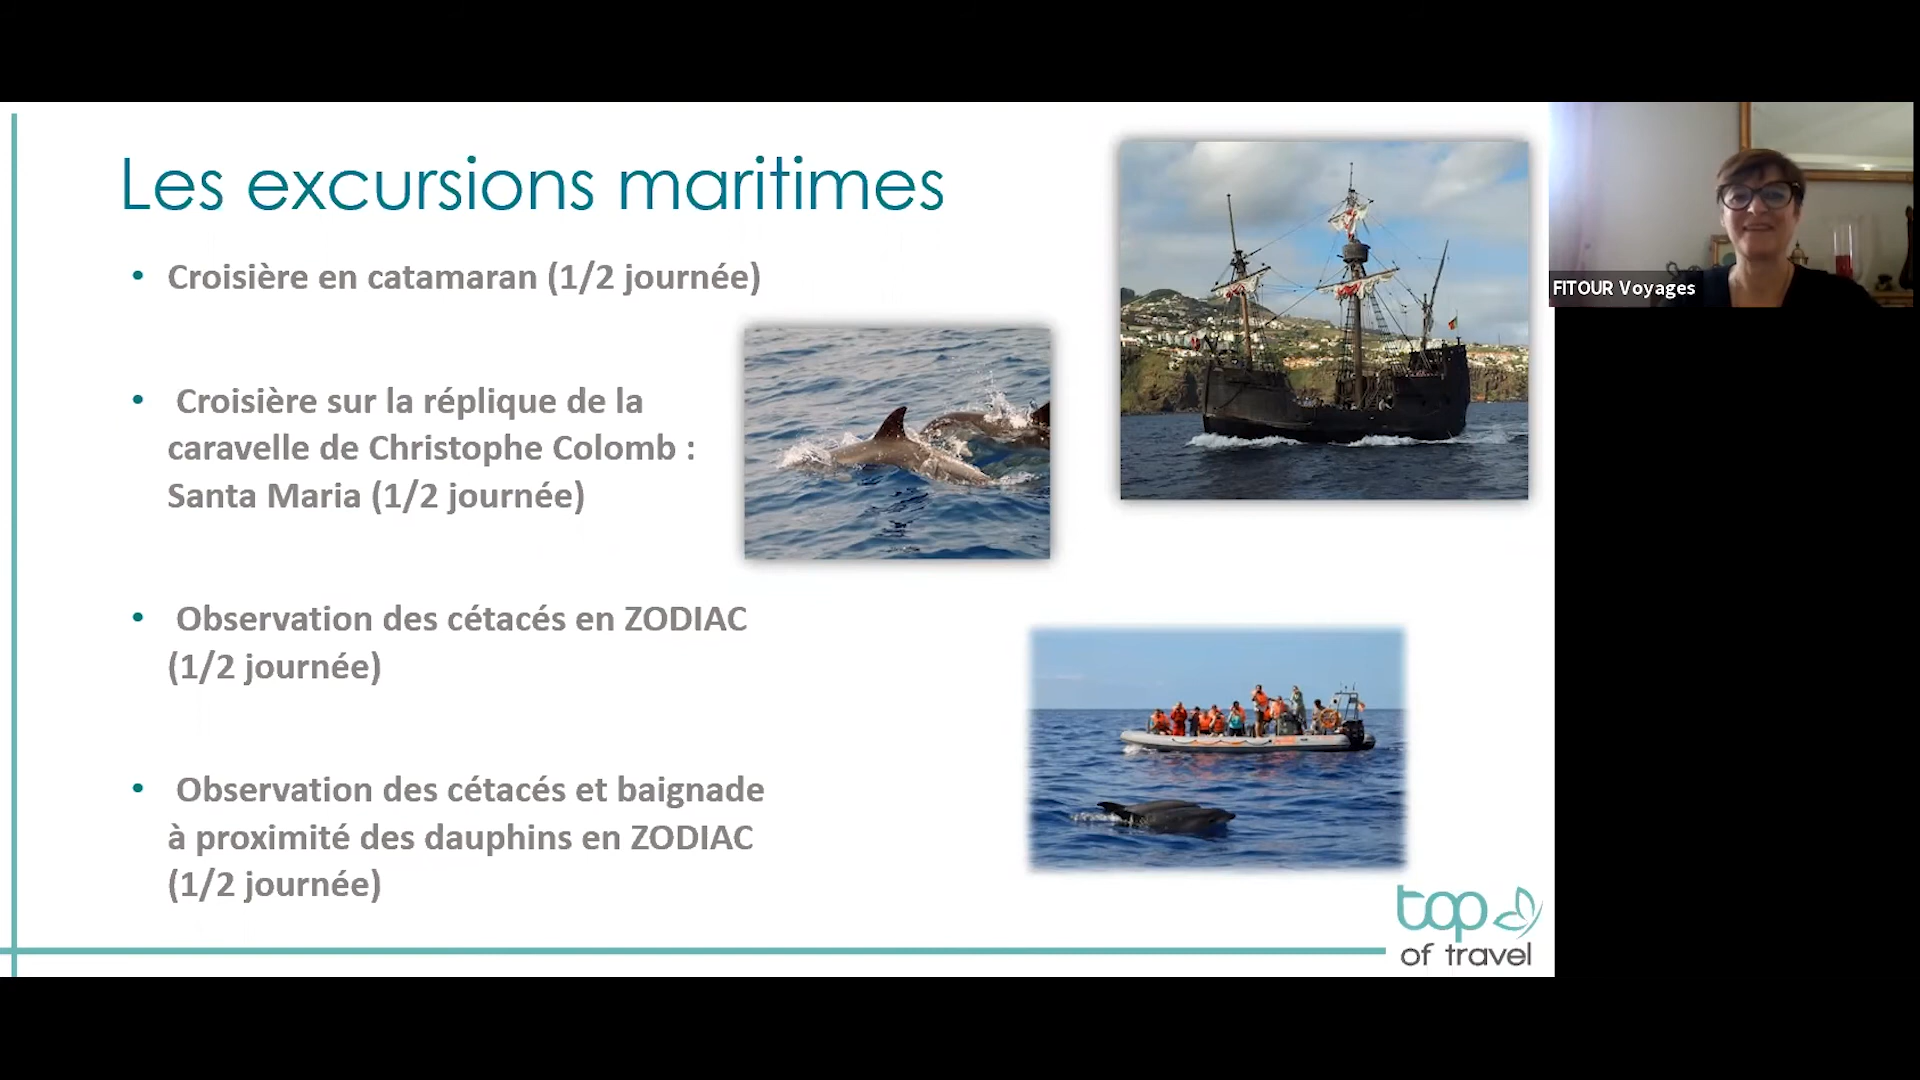 Les excursions maritimes
• Croisière en catamaran (1/2 journée)
• Croisière sur la réplique de la
caravelle de Christophe Colomb :
Santa Maria (1/2 journée)
• Observation des cétacés en ZODIAC
(1/2 journée)
• Observation des cétacés et baignade
à proximité des dauphins en ZODIAC
(1/2 journée)
FITOUR Voyages
top
of travel